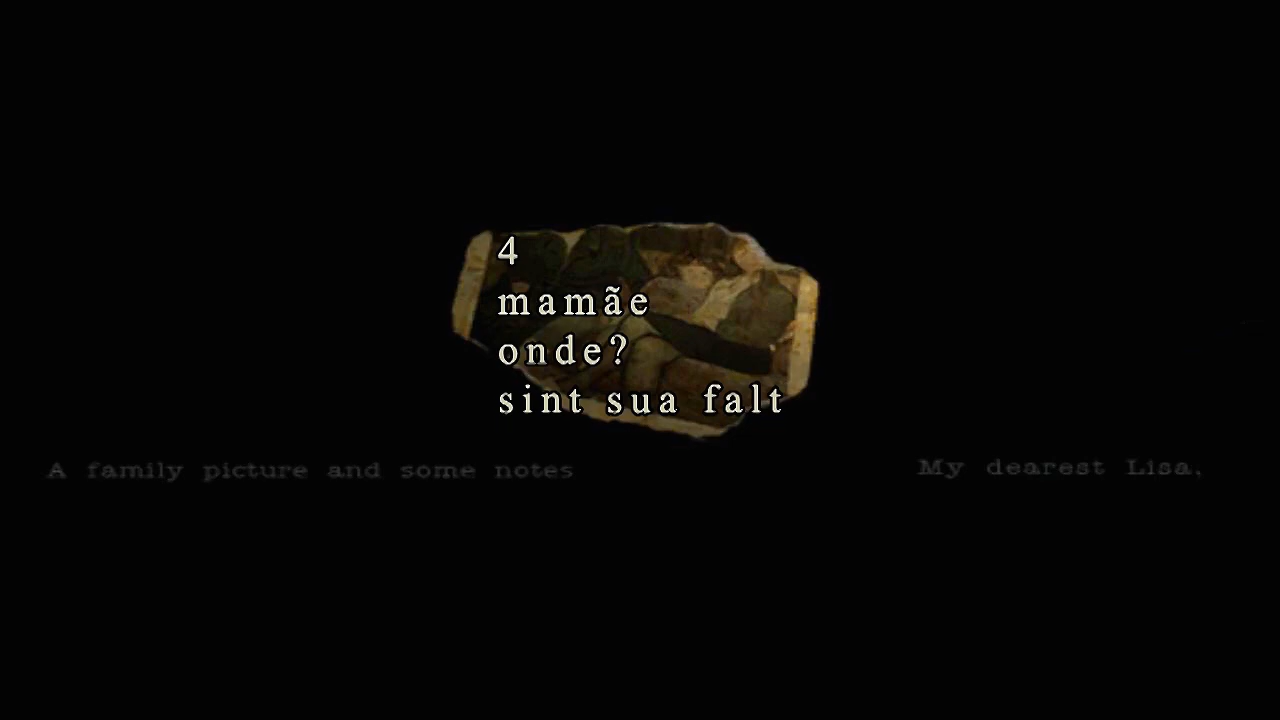 4
mamãe
onde?
sint sua falt
A family picture and some notes
My dearest Lisa,